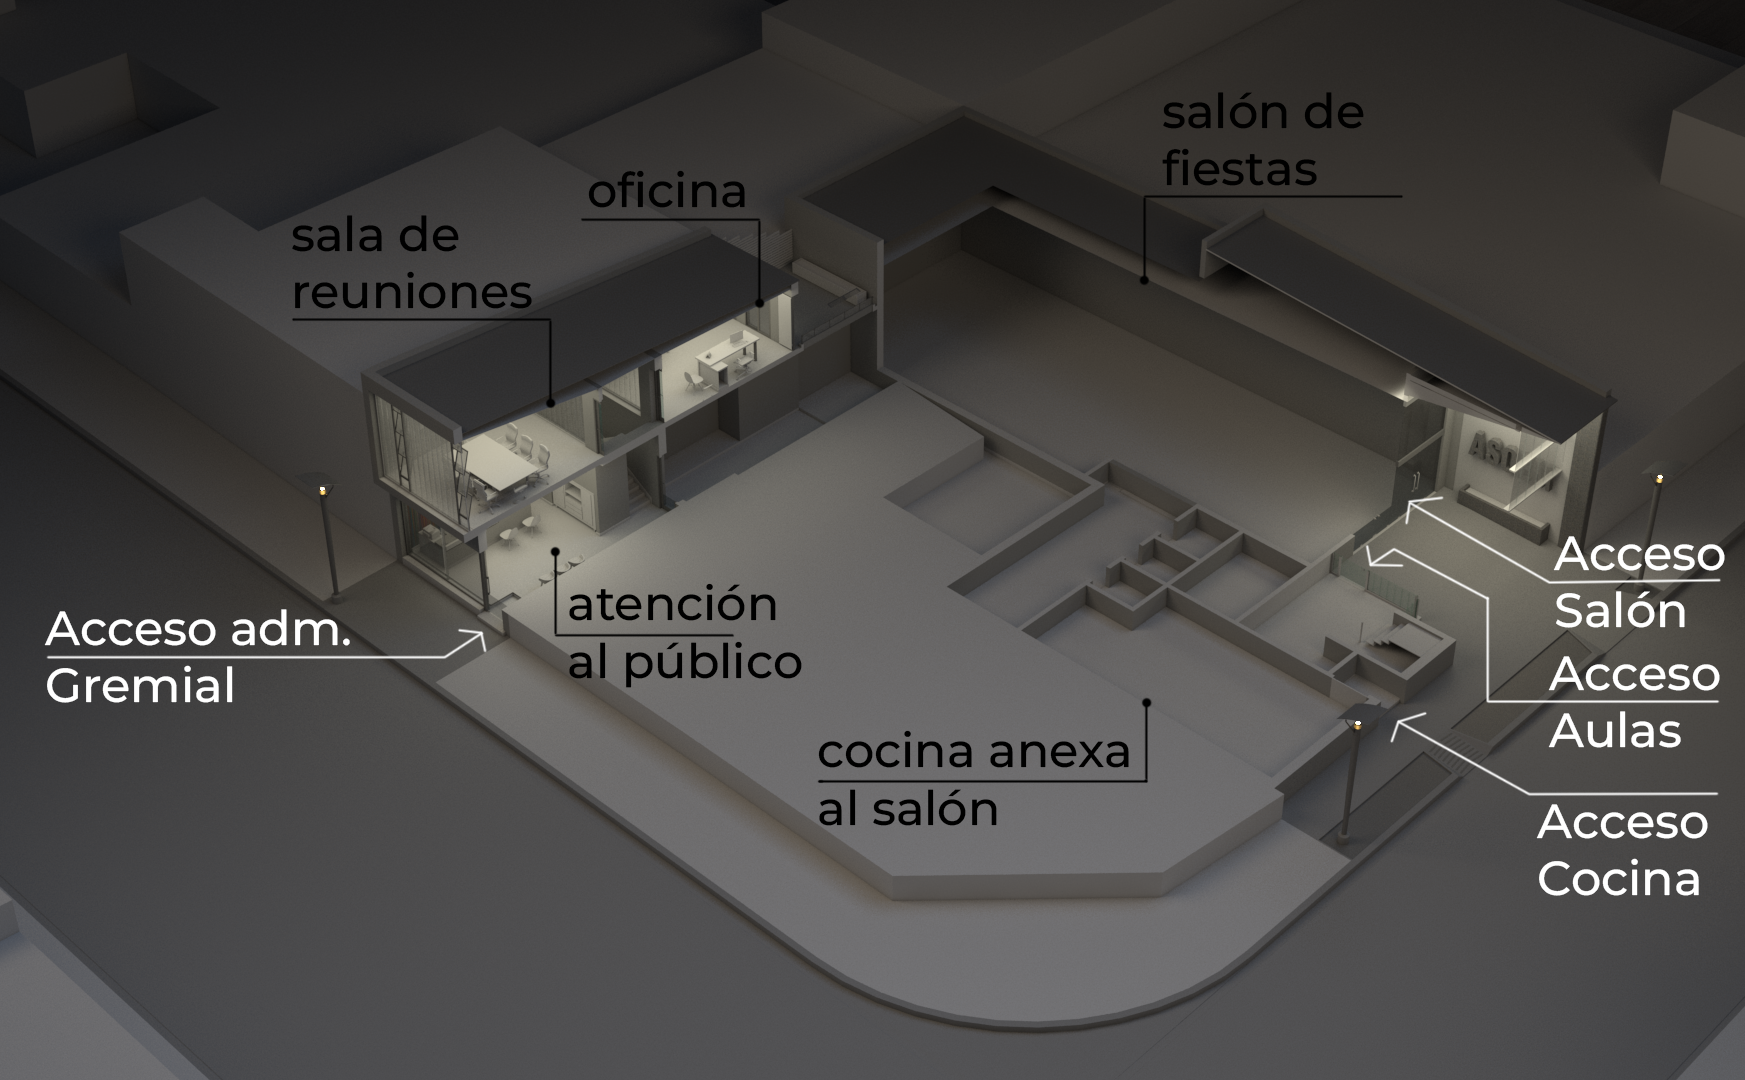 salón de
fiestas
oficina
sala de
reuniones
Acceso
Salón
atención
al público
Acceso adm.
Gremial
Acceso
Aulas
cocina anexa
al salón
Acceso
Cocina